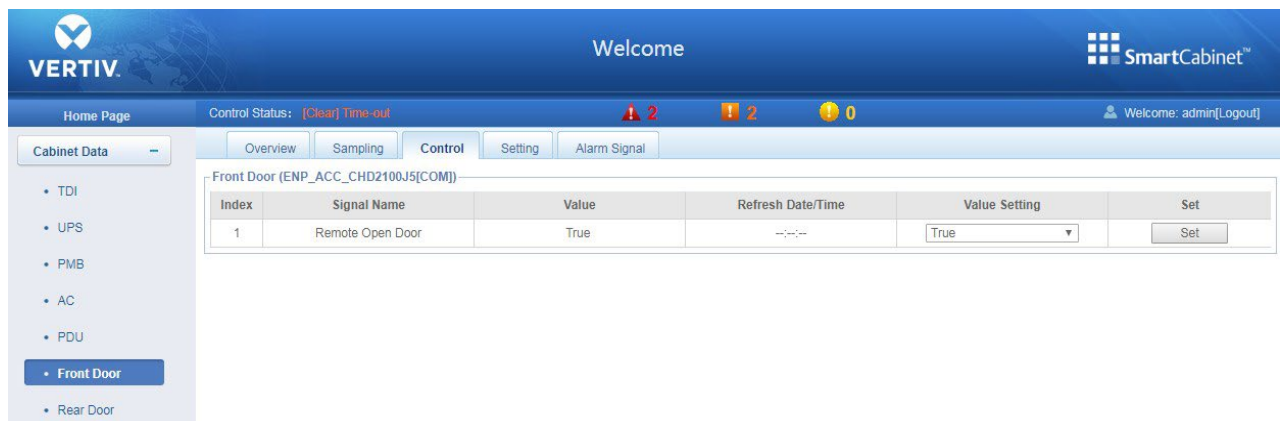 VERTIV.
Welcome
SmartCabinet™
Home Page
Control Status: [Clear] Time-out
2
2
0
Welcome: admin[Logout]
Cabinet Data –
Overview
Sampling
Control
Setting
Alarm Signal
• TDI
• UPS
• PMB
• AC
• PDU
• Front Door
• Rear Door
Front Door (ENP_ACC_CHD2100J5[COM])
Index Signal Name Value Refresh Date/Time Value Setting Set
1 Remote Open Door True --:--:-- True Set